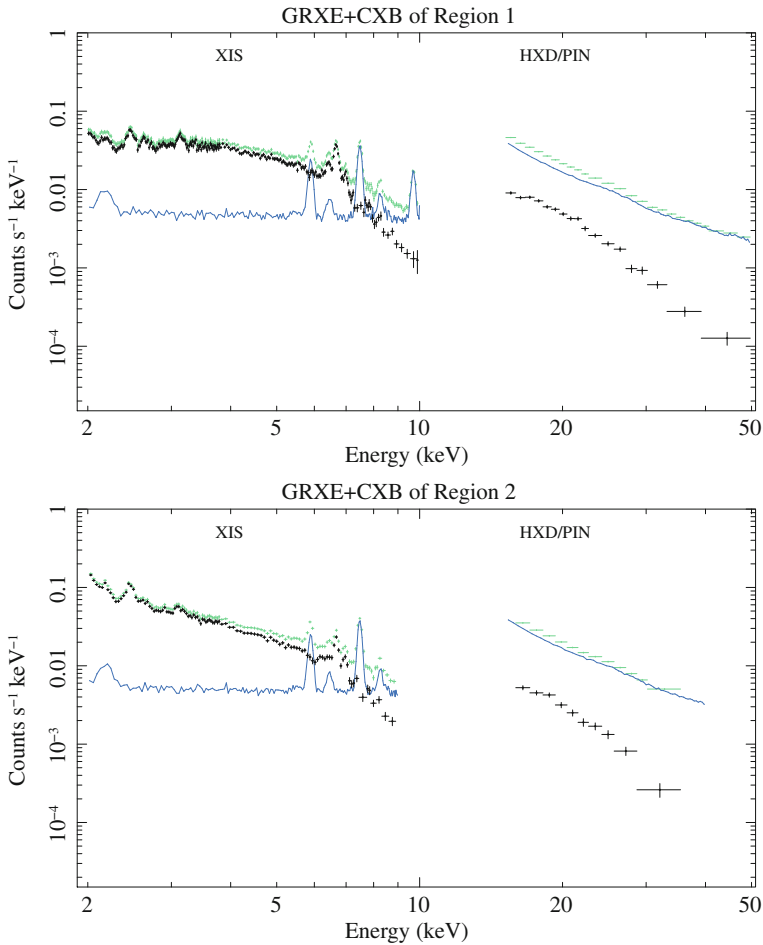 GRXE+CXB of Region 1
XIS HXD/PIN
1
0.1
0.01
10⁻³
10⁻⁴
Counts s⁻¹ keV⁻¹
2 5 10 20 50
Energy (keV)
GRXE+CXB of Region 2
XIS HXD/PIN
1
0.1
0.01
10⁻³
10⁻⁴
Counts s⁻¹ keV⁻¹
2 5 10 20 50
Energy (keV)